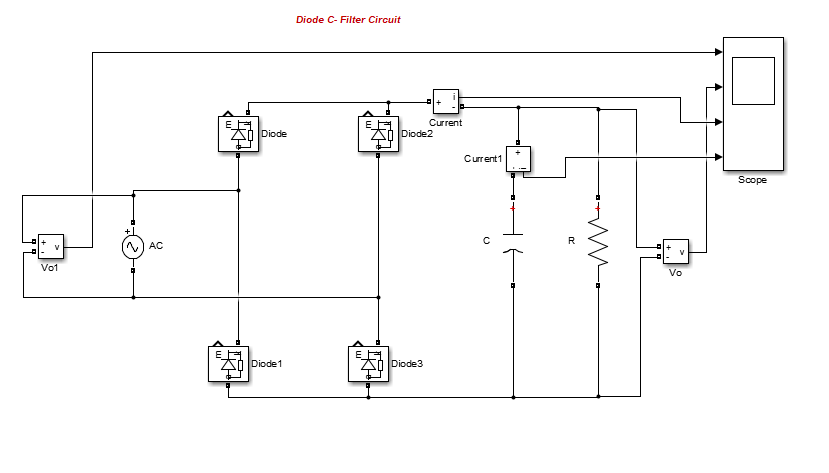 Diode C- Filter Circuit
i
+
-
Current
E
Diode
E
Diode2
+
Current1
Scope
+
-
v
Vo1
+
AC
+
C
+
R
+
-
v
Vo
E
Diode1
E
Diode3